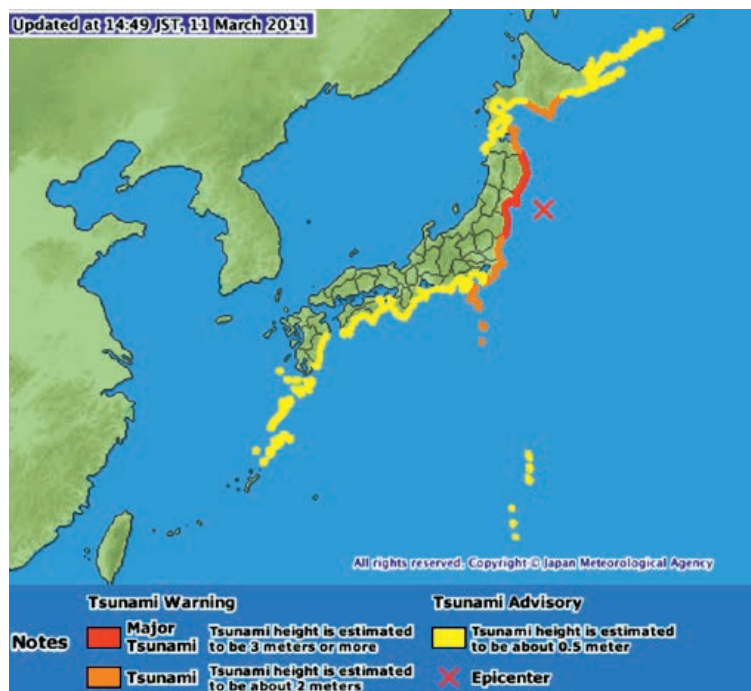 Updated at 14:49 JST, 11 March 2011
All rights reserved. Copyright © Japan Meteorological Agency
Notes
Tsunami Warning
Major Tsunami
Tsunami height is estimated
to be 3 meters or more
Tsunami
Tsunami height is estimated
to be about 2 meters
Tsunami Advisory
Tsunami height is estimated
to be about 0.5 meter
Epicenter